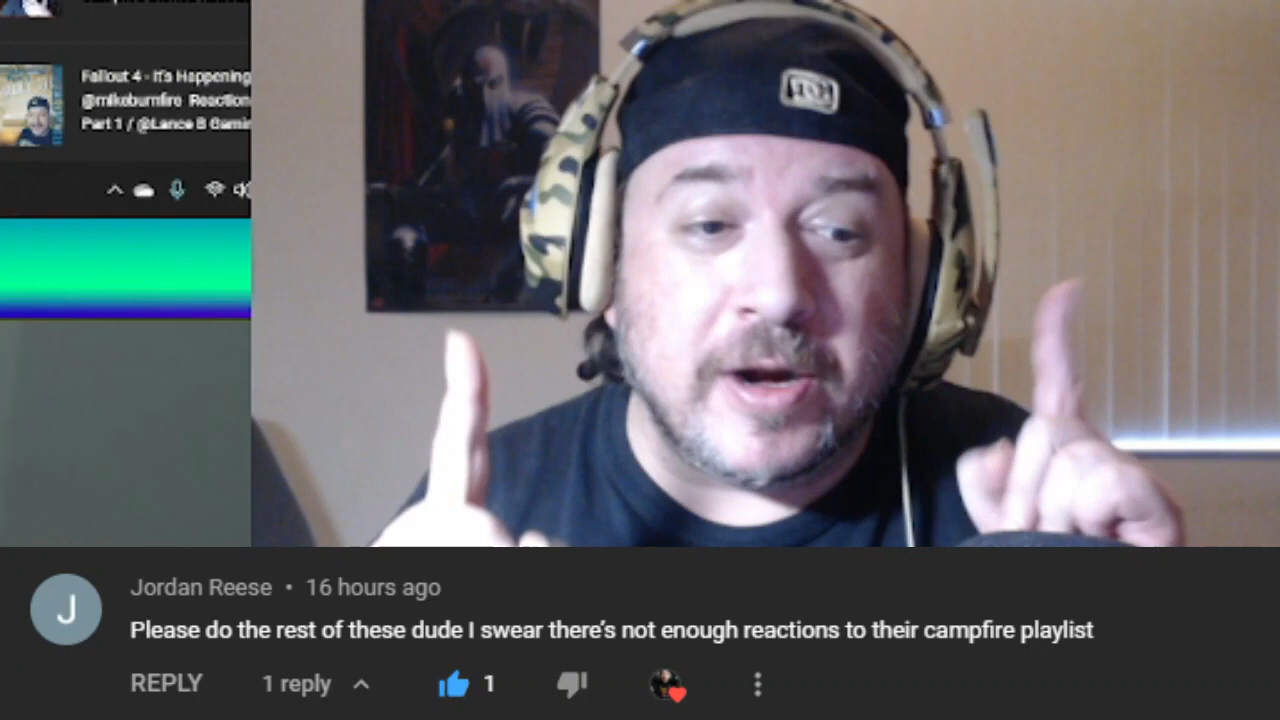 Fallout 4 - It's Happening
@mikeburnfire Reaction
Part 1 / @Lance B Gamin
Jordan Reese • 16 hours ago
Please do the rest of these dude I swear there's not enough reactions to their campfire playlist
REPLY 1 reply 1
J